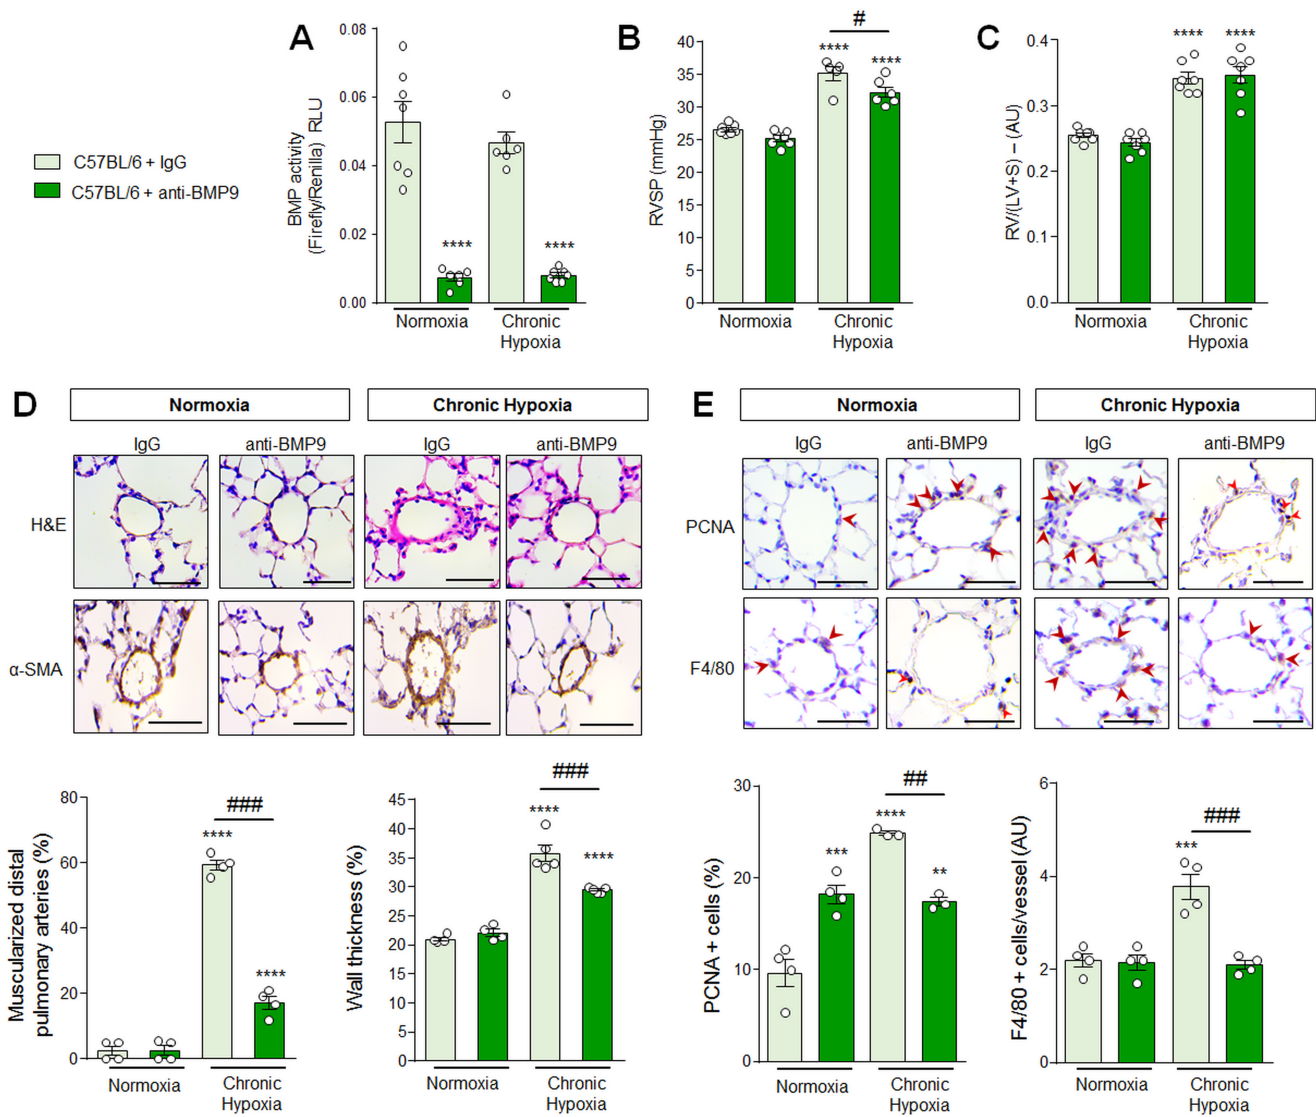 C57BL/6 + IgG
C57BL/6 + anti-BMP9
A
BMP activity
(Firefly/Renilla) RLU
0.08
0.06
0.04
0.02
0.00
****
****
Normoxia
Chronic
Hypoxia
B
RVSP (mmHg)
40
35
30
25
20
15
10
5
0
#
****
****
Normoxia
Chronic
Hypoxia
C
RV/(LV+S) – (AU)
0.4
0.3
0.2
0.1
0.0
****
****
Normoxia
Chronic
Hypoxia
D
Normoxia
Chronic Hypoxia
IgG
anti-BMP9
IgG
anti-BMP9
H&E
α-SMA
Muscularized distal
pulmonary arteries (%)
80
60
40
20
0
###
****
****
Normoxia
Chronic
Hypoxia
Wall thickness (%)
45
40
35
30
25
20
15
10
5
0
###
****
****
Normoxia
Chronic
Hypoxia
E
Normoxia
Chronic Hypoxia
IgG
anti-BMP9
IgG
anti-BMP9
PCNA
F4/80
PCNA + cells (%)
30
20
10
0
##
***
****
**
Normoxia
Chronic
Hypoxia
F4/80 + cells/vessel (AU)
6
4
2
0
###
***
Normoxia
Chronic
Hypoxia